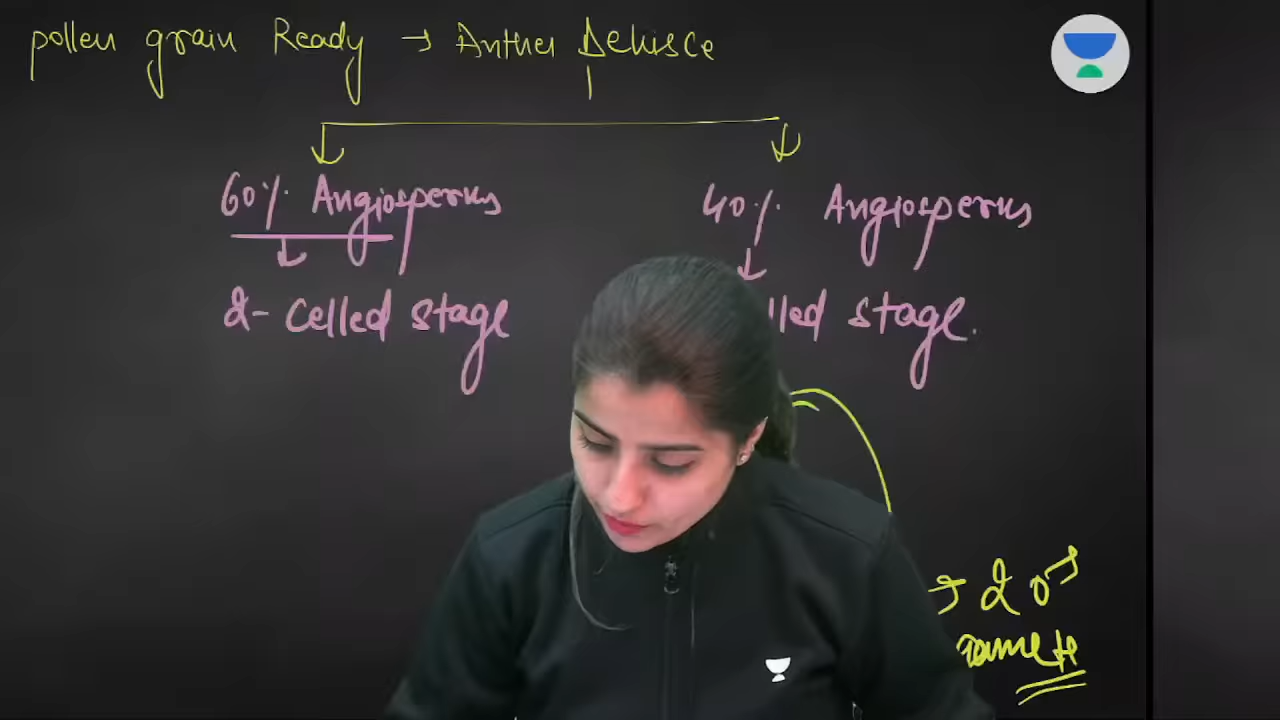 pollen grain Ready → Anther Dehisce
60% Angiosperms
40% Angiosperms
2- Celled stage
lled stage.
→ 2 ♂
gamete